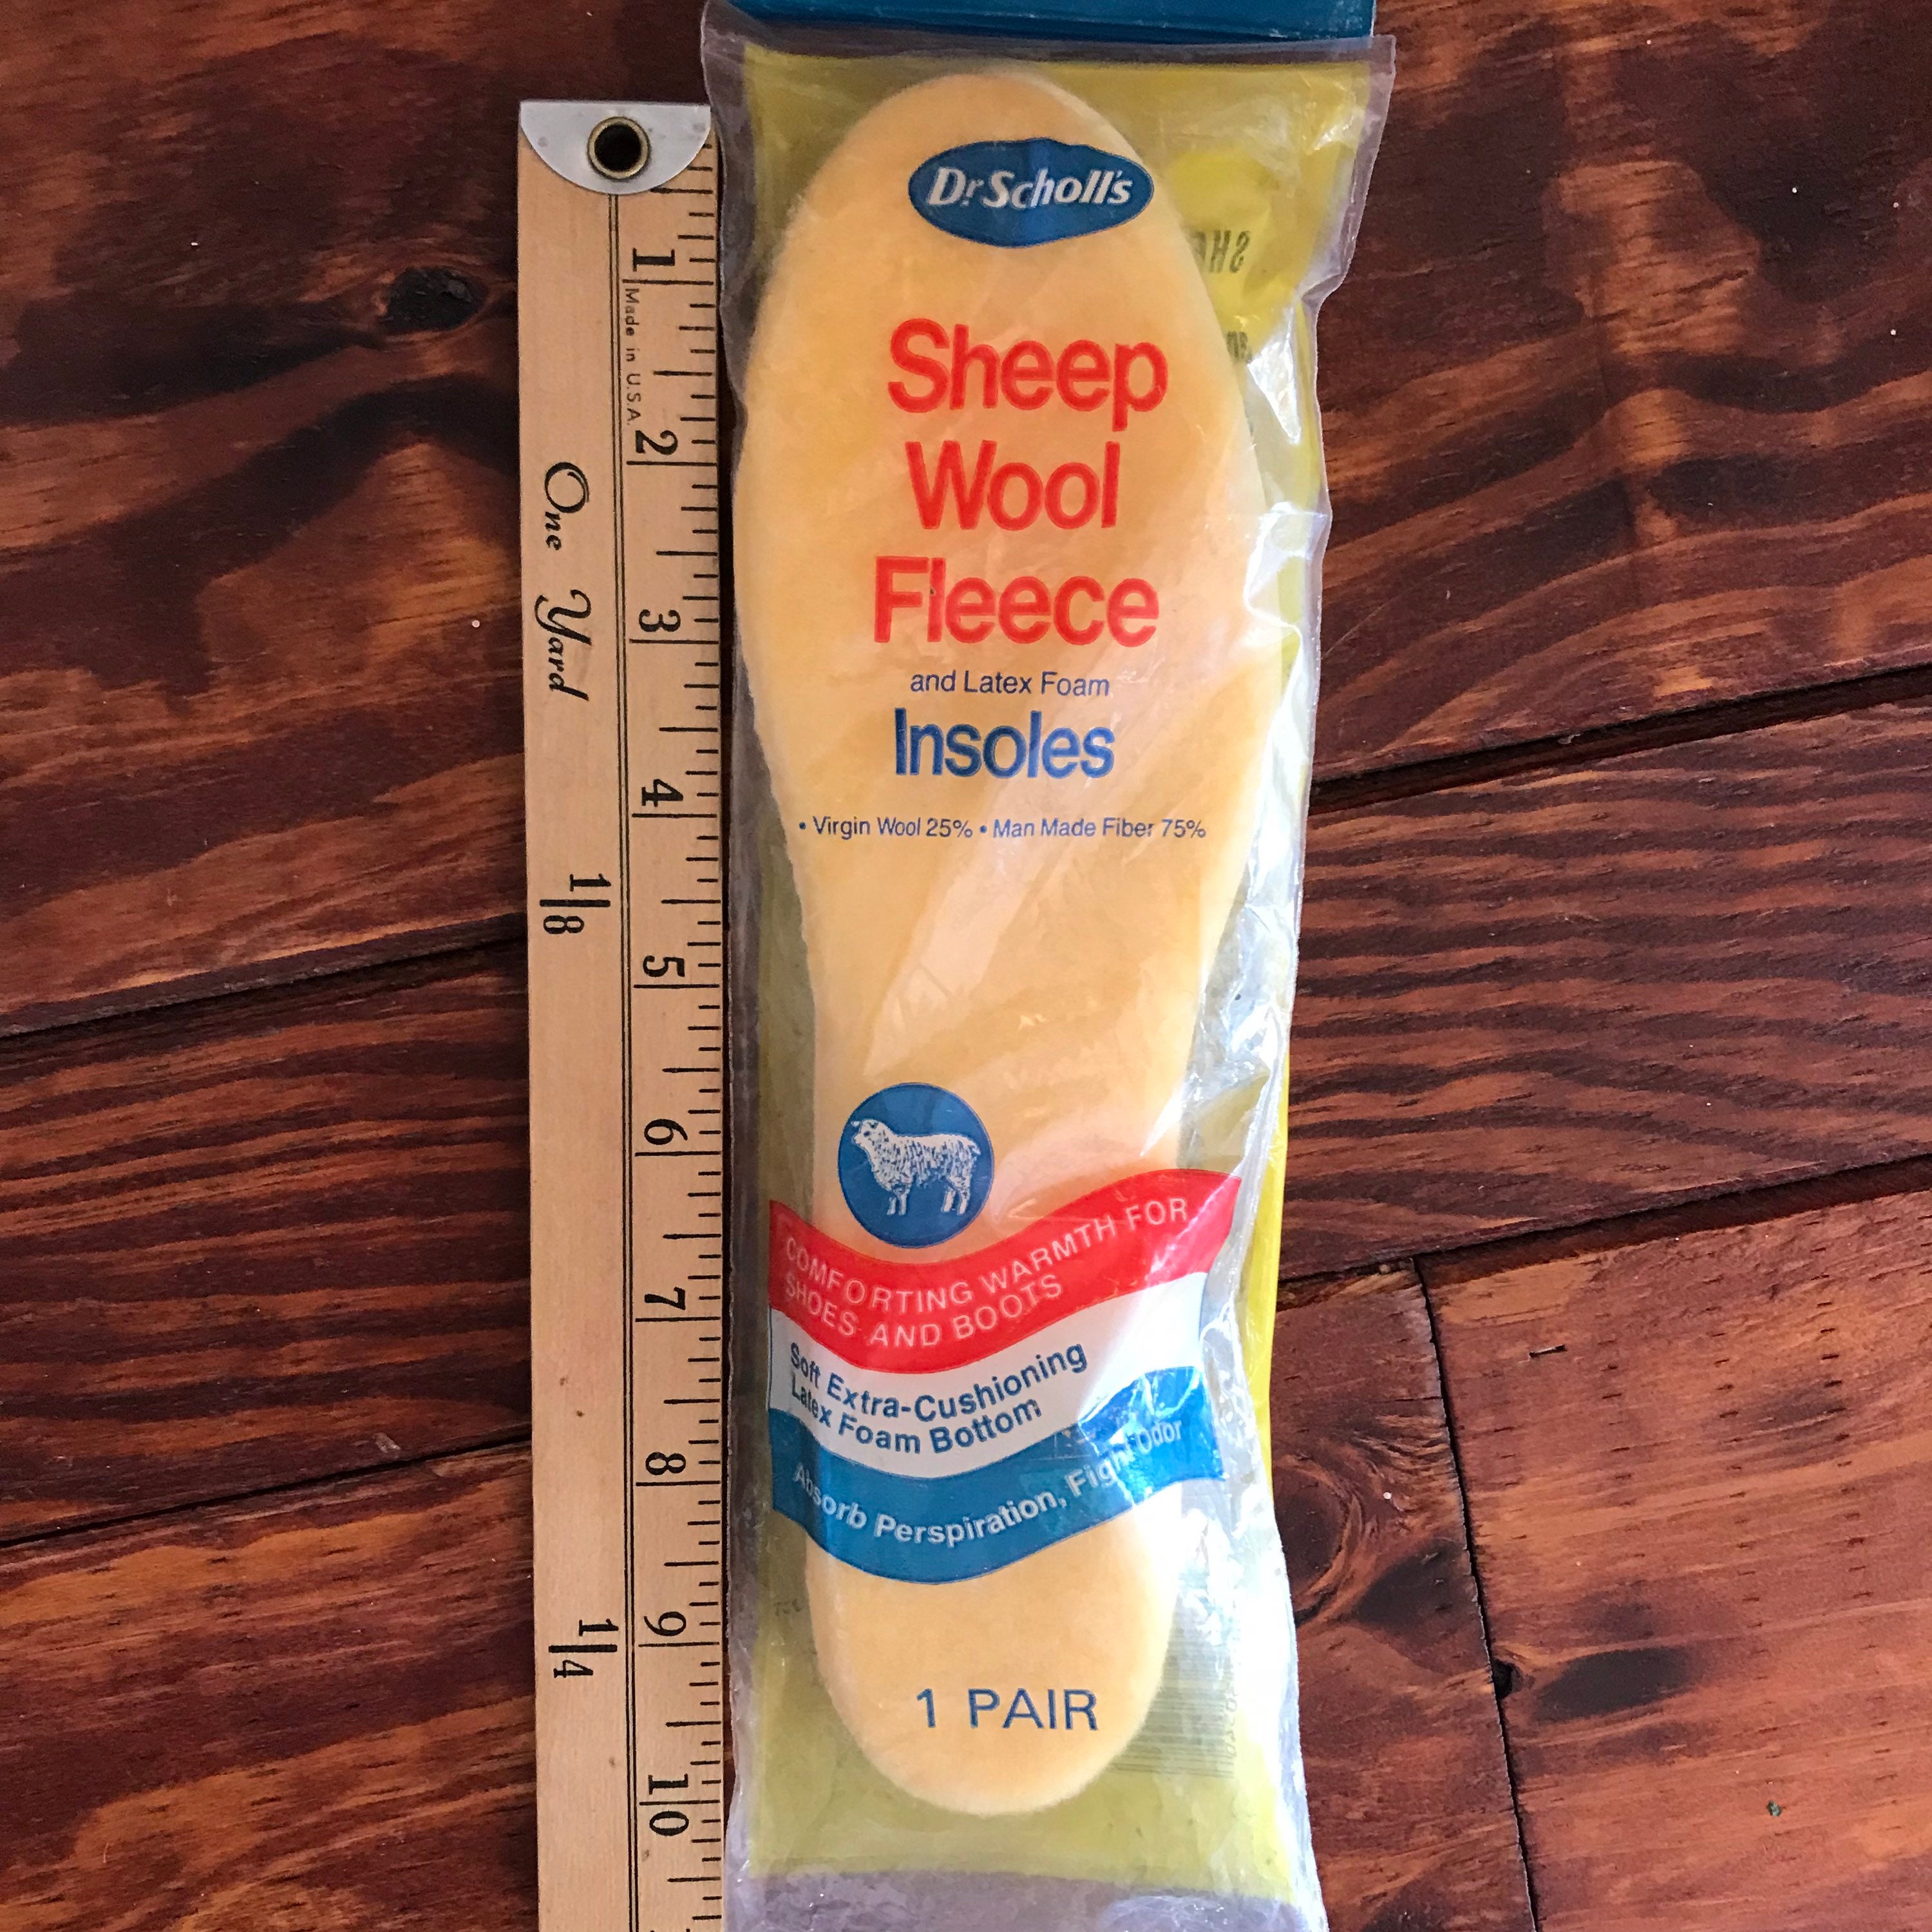 Dr. Scholl's
Sheep
Wool
Fleece
and Latex Foam
Insoles
• Virgin Wool 25% • Man Made Fiber 75%
COMFORTING WARMTH FOR
SHOES AND BOOTS
Soft Extra-Cushioning
Latex Foam Bottom
Absorb Perspiration, Fight Odor
1 PAIR
1
Made in U.S.A.
2
3
4
5
6
7
8
9
10
One Yard
1/8
1/4